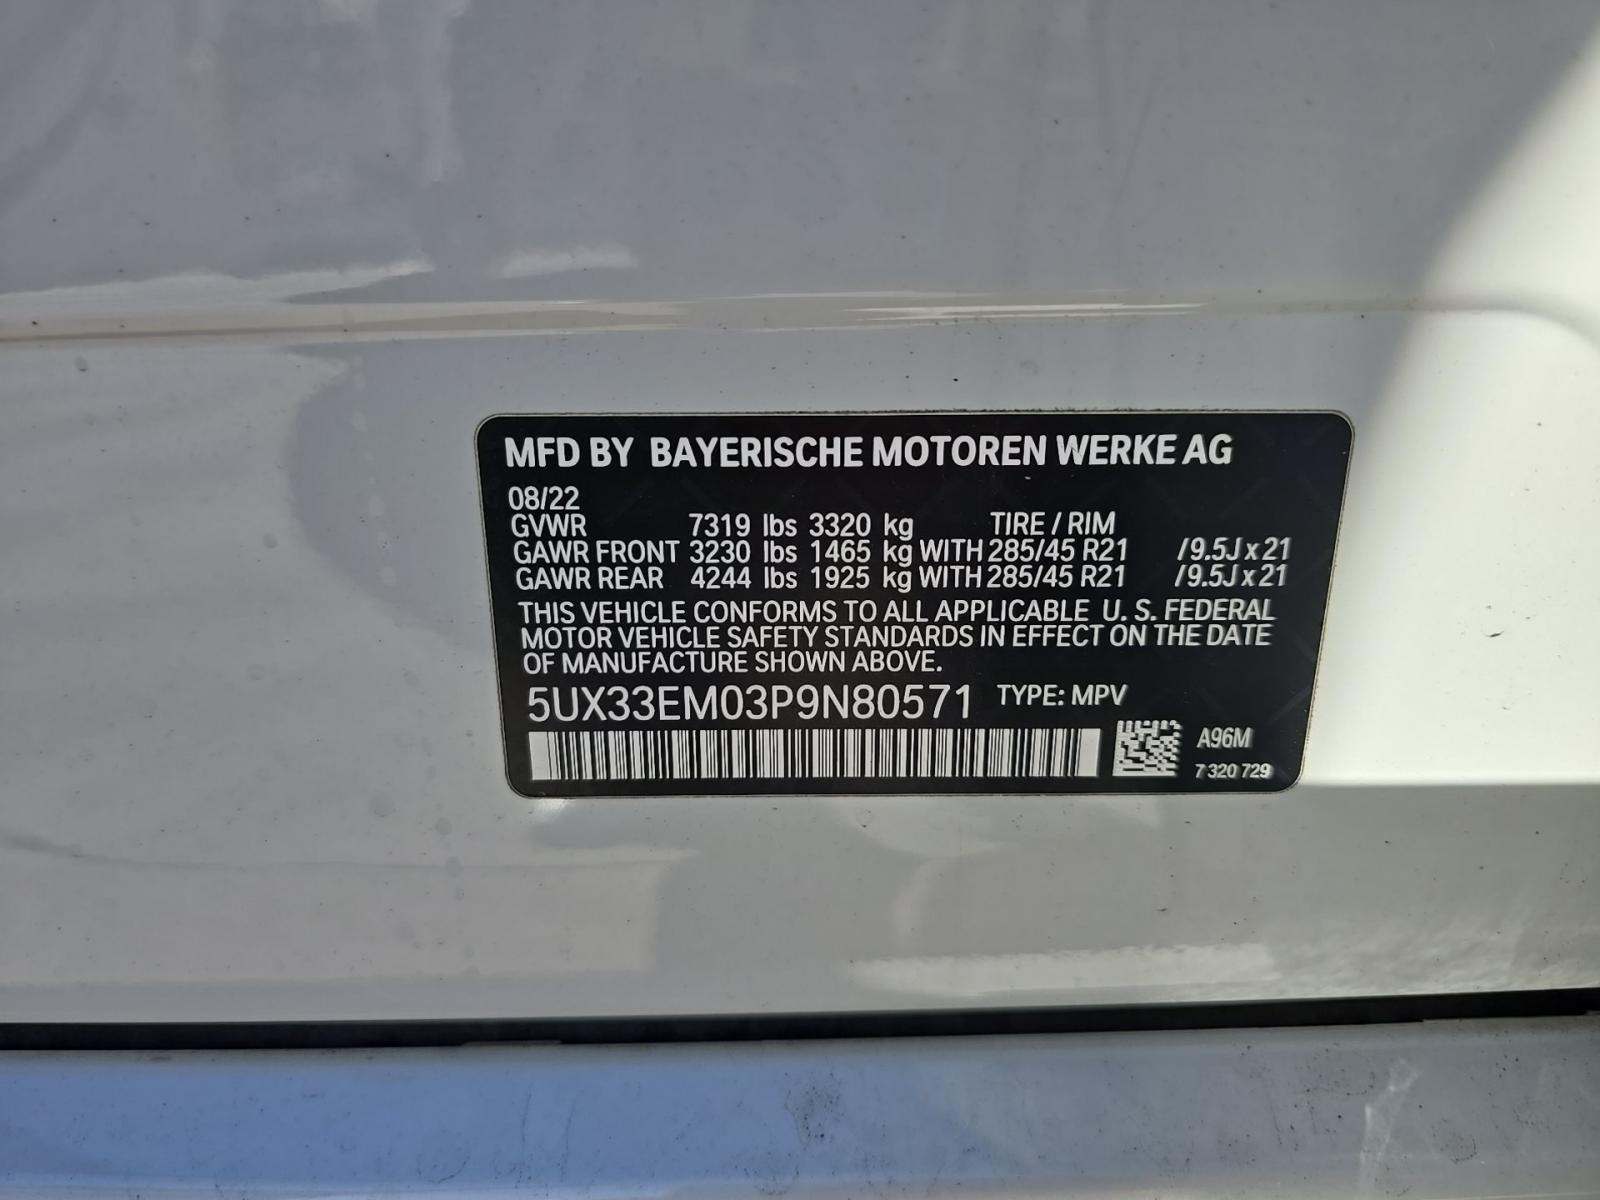 MFD BY BAYERISCHE MOTOREN WERKE AG
08/22
GVWR 7319 lbs 3320 kg TIRE / RIM
GAWR FRONT 3230 lbs 1465 kg WITH 285/45 R21 /9.5J x 21
GAWR REAR 4244 lbs 1925 kg WITH 285/45 R21 /9.5J x 21
THIS VEHICLE CONFORMS TO ALL APPLICABLE U. S. FEDERAL
MOTOR VEHICLE SAFETY STANDARDS IN EFFECT ON THE DATE
OF MANUFACTURE SHOWN ABOVE.
5UX33EM03P9N80571 TYPE: MPV
A96M
7 320 729